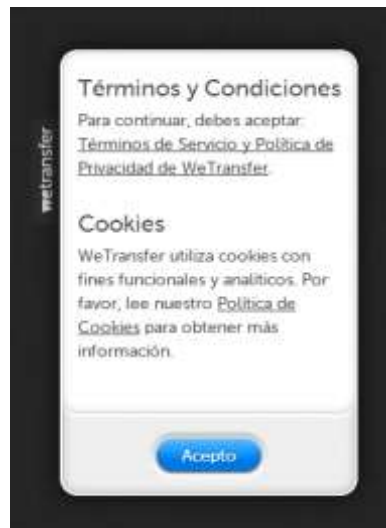 wetransfer
Términos y Condiciones
Para continuar, debes aceptar:
Términos de Servicio y Política de
Privacidad de WeTransfer.
Cookies
WeTransfer utiliza cookies con
fines funcionales y analíticos. Por
favor, lee nuestro Política de
Cookies para obtener más
información.
Acepto